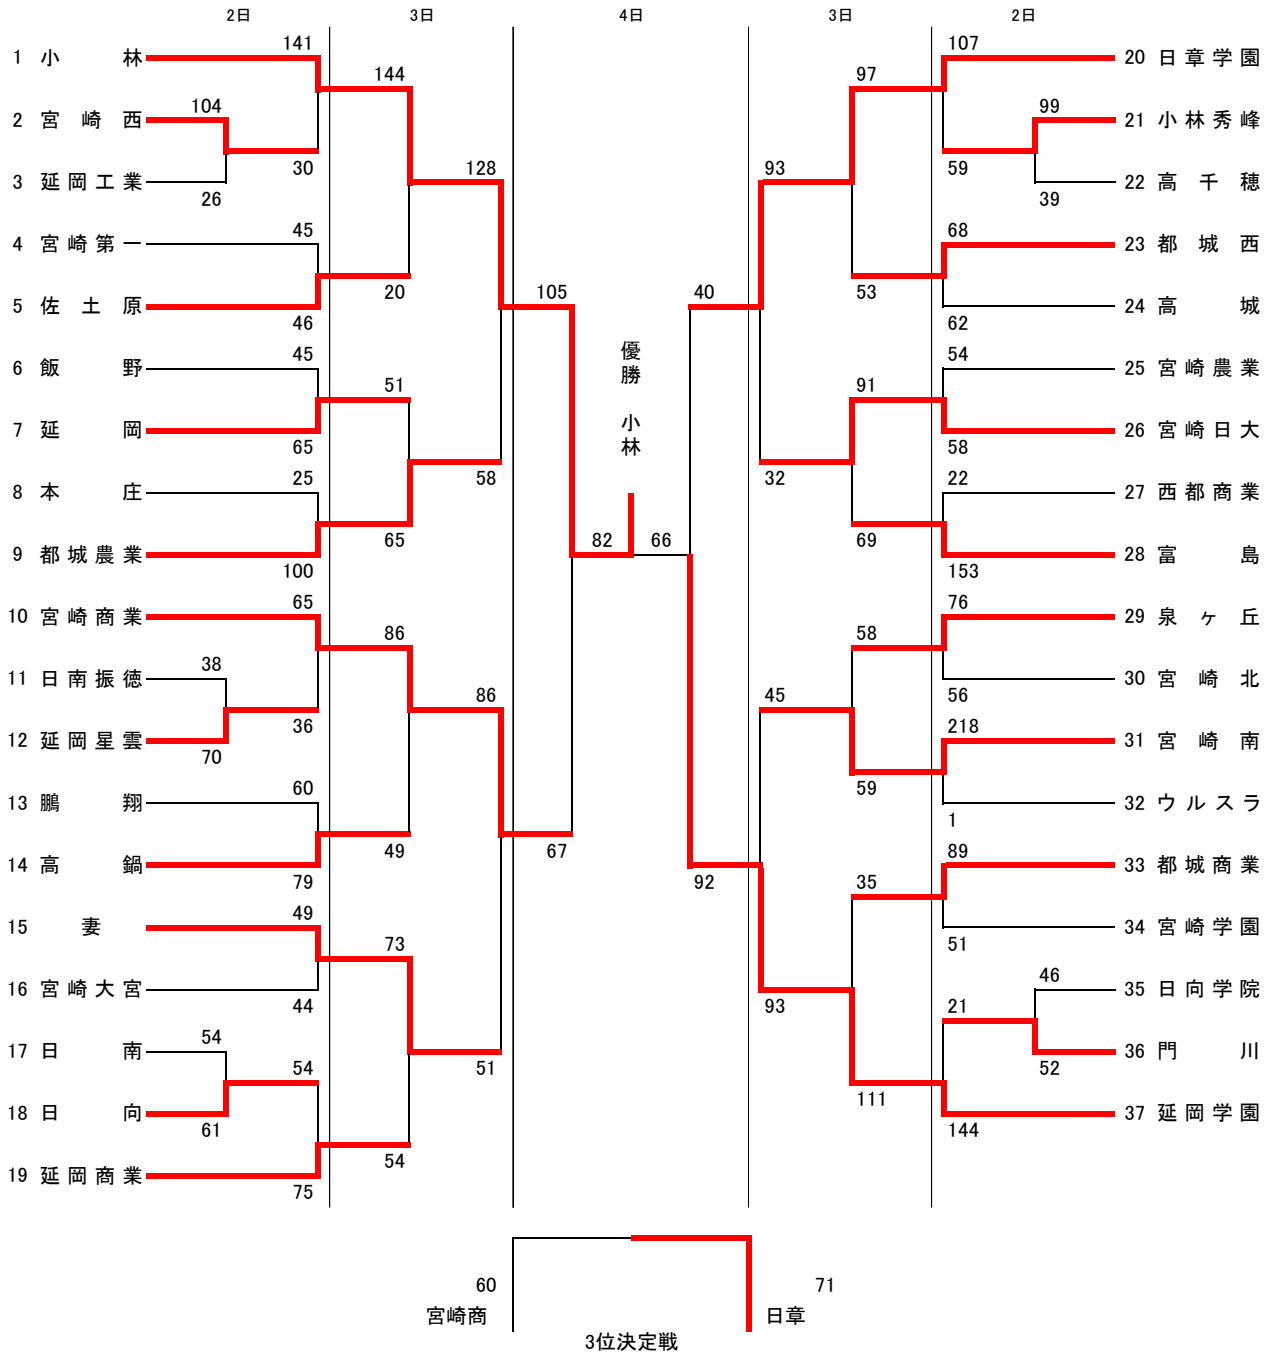 2日 3日 4日 3日 2日
141
1 小林
144
104
2 宮崎西
30
128
3 延岡工業
26
45
4 宮崎第一
20
105
5 佐土原
46
45
6 飯野
51
7 延岡
65
58
25
8 本庄
65
9 都城農業
100
65
10 宮崎商業
86
38
11 日南振徳
86
36
12 延岡星雲
70
60
13 鵬翔
49
67
14 高鍋
79
49
15 妻
73
16 宮崎大宮
44
54
17 日南
51
54
18 日向
61
54
19 延岡商業
75
優勝 小林
82 66
40
92
107
97
20 日章学園
99
21 小林秀峰
59
93
22 高千穂
39
68
23 都城西
53
24 高城
62
54
25 宮崎農業
91
26 宮崎日大
58
32
22
27 西都商業
69
28 富島
153
76
29 泉ヶ丘
58
30 宮崎北
56
45
218
31 宮崎南
59
32 ウルスラ
1
89
33 都城商業
35
34 宮崎学園
51
46
35 日向学院
93
21
36 門川
52
111
37 延岡学園
144
60 71
宮崎商 日章
3位決定戦